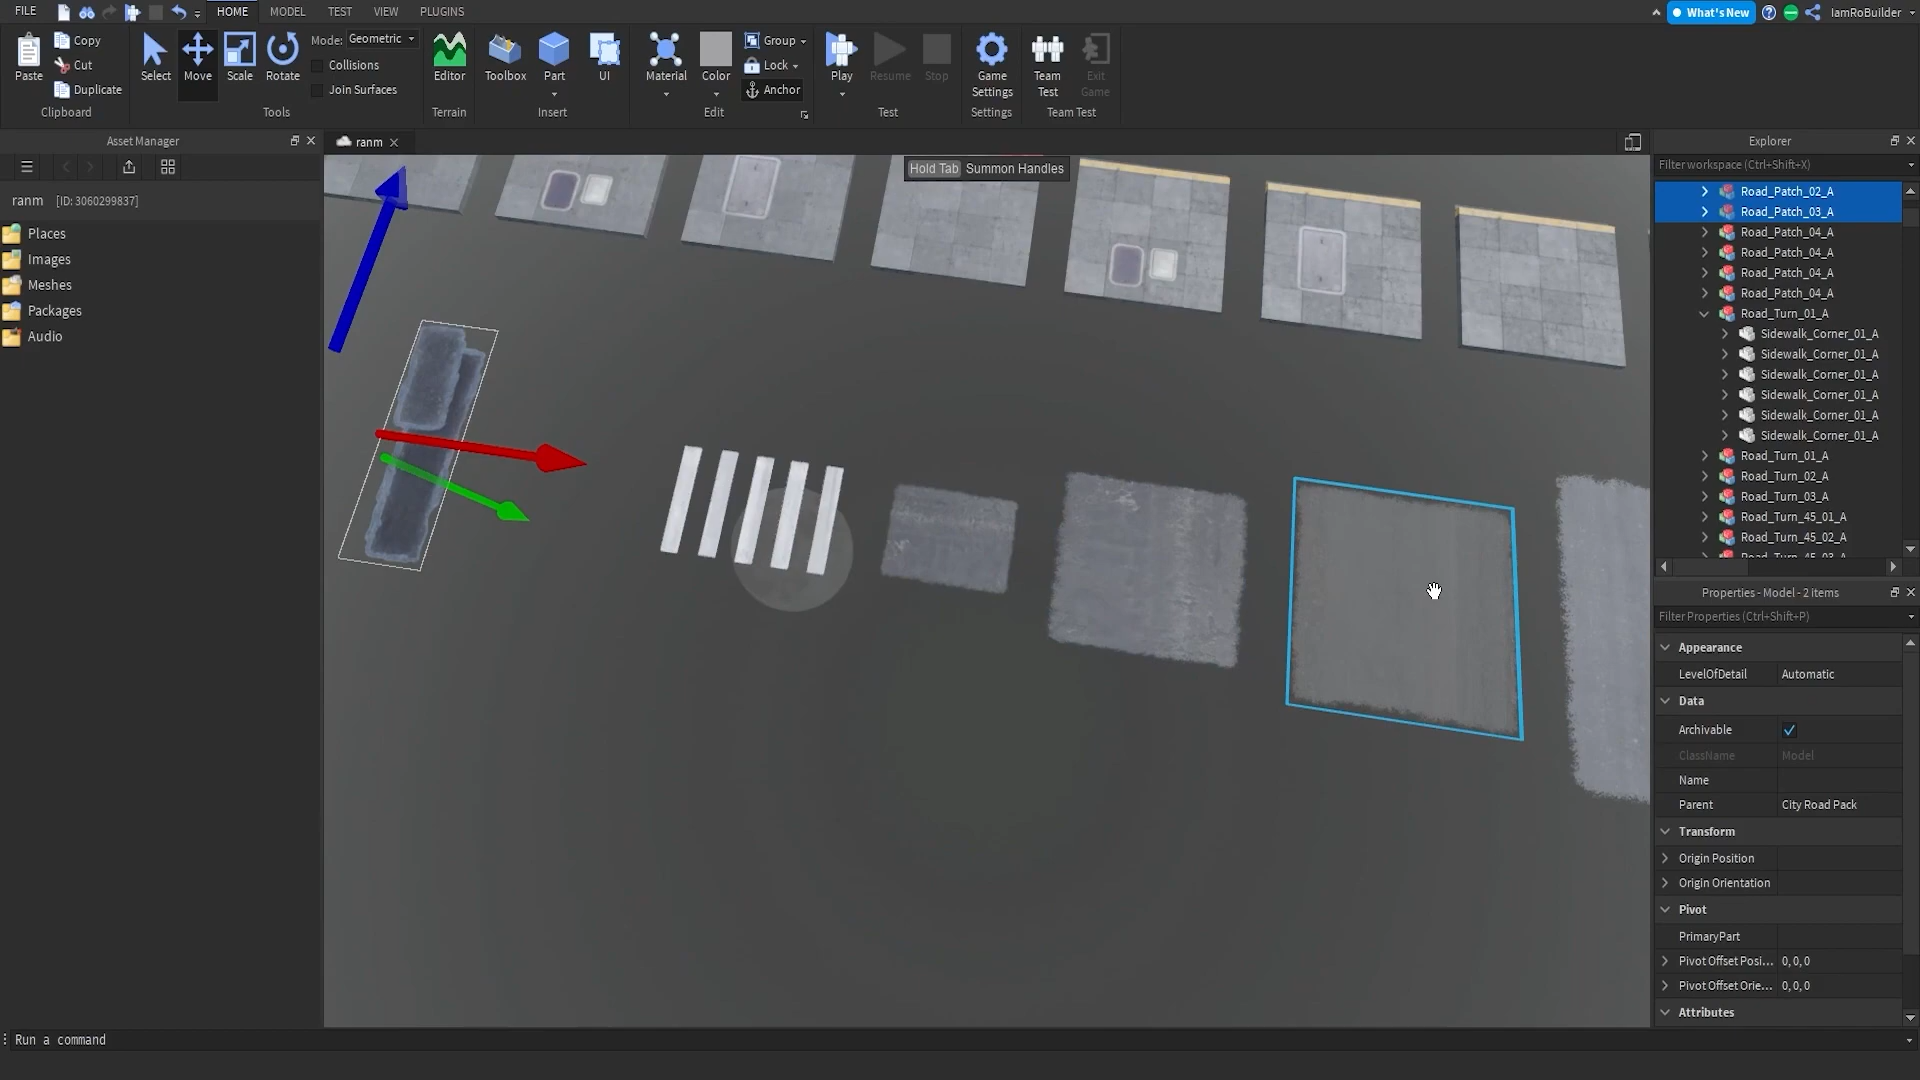 FILE HOME MODEL TEST VIEW PLUGINS What's New IamRoBuilder
Paste Copy Cut Duplicate Clipboard
Select Move Scale Rotate Mode: Geometric Collisions Join Surfaces Tools
Editor Terrain
Toolbox Part UI Insert
Material Color Group Lock Anchor Edit
Play Resume Stop Test
Game Settings Settings
Team Test Exit Game Team Test
Asset Manager
ranm [ID: 3060299837]
Places
Images
Meshes
Packages
Audio
ranm
Hold Tab Summon Handles
Explorer
Filter workspace (Ctrl+Shift+X)
Road_Patch_02_A
Road_Patch_03_A
Road_Patch_04_A
Road_Patch_04_A
Road_Patch_04_A
Road_Patch_04_A
Road_Turn_01_A
Sidewalk_Corner_01_A
Sidewalk_Corner_01_A
Sidewalk_Corner_01_A
Sidewalk_Corner_01_A
Sidewalk_Corner_01_A
Sidewalk_Corner_01_A
Road_Turn_01_A
Road_Turn_02_A
Road_Turn_03_A
Road_Turn_45_01_A
Road_Turn_45_02_A
Properties - Model - 2 items
Filter Properties (Ctrl+Shift+P)
Appearance
LevelOfDetail Automatic
Data
Archivable
ClassName Model
Name
Parent City Road Pack
Transform
Origin Position
Origin Orientation
Pivot
PrimaryPart
Pivot Offset Posi... 0, 0, 0
Pivot Offset Orie... 0, 0, 0
Attributes
Run a command